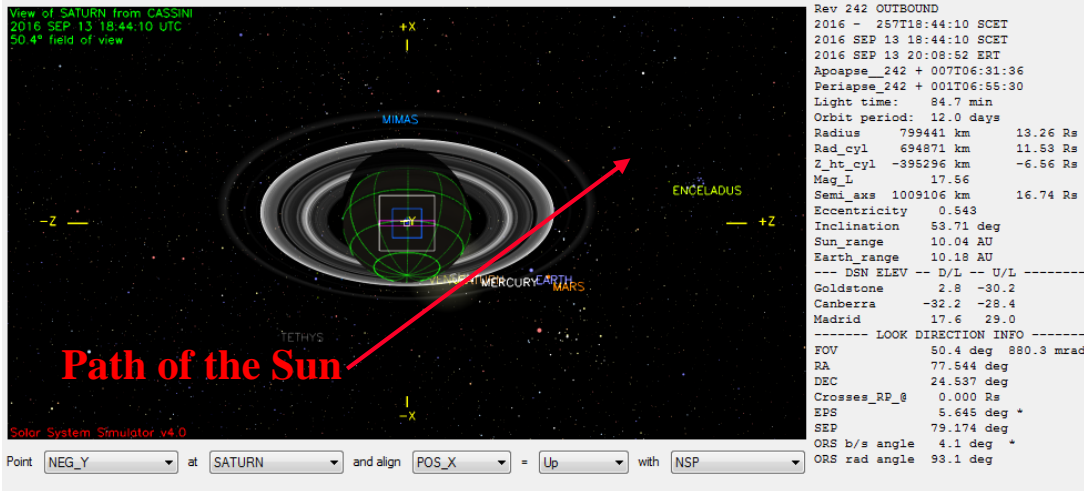 View of SATURN from CASSINI
2016 SEP 13 18:44:10 UTC
50.4° field of view
+X
MIMAS
ENCELADUS
-Z
-Y
+Z
MERCURY
EARTH
MARS
TETHYS
Path of the Sun
-X
Solar System Simulator v4.0
Point NEG_Y at SATURN and align POS_X = Up with NSP
Rev 242 OUTBOUND
2016 - 257T18:44:10 SCET
2016 SEP 13 18:44:10 SCET
2016 SEP 13 20:08:52 ERT
Apoapse__242 + 007T06:31:36
Periapse_242 + 001T06:55:30
Light time: 84.7 min
Orbit period: 12.0 days
Radius 799441 km 13.26 Rs
Rad_cyl 694871 km 11.53 Rs
Z_ht_cyl -395296 km -6.56 Rs
Mag_L 17.56
Semi_axs 1009106 km 16.74 Rs
Eccentricity 0.543
Inclination 53.71 deg
Sun_range 10.04 AU
Earth_range 10.18 AU
--- DSN ELEV -- D/L -- U/L --------
Goldstone 2.8 -30.2
Canberra -32.2 -28.4
Madrid 17.6 29.0
------- LOOK DIRECTION INFO -------
FOV 50.4 deg 880.3 mrad
RA 77.544 deg
DEC 24.537 deg
Crosses_RP_@ 0.000 Rs
EPS 5.645 deg *
SEP 79.174 deg
ORS b/s angle 4.1 deg *
ORS rad angle 93.1 deg